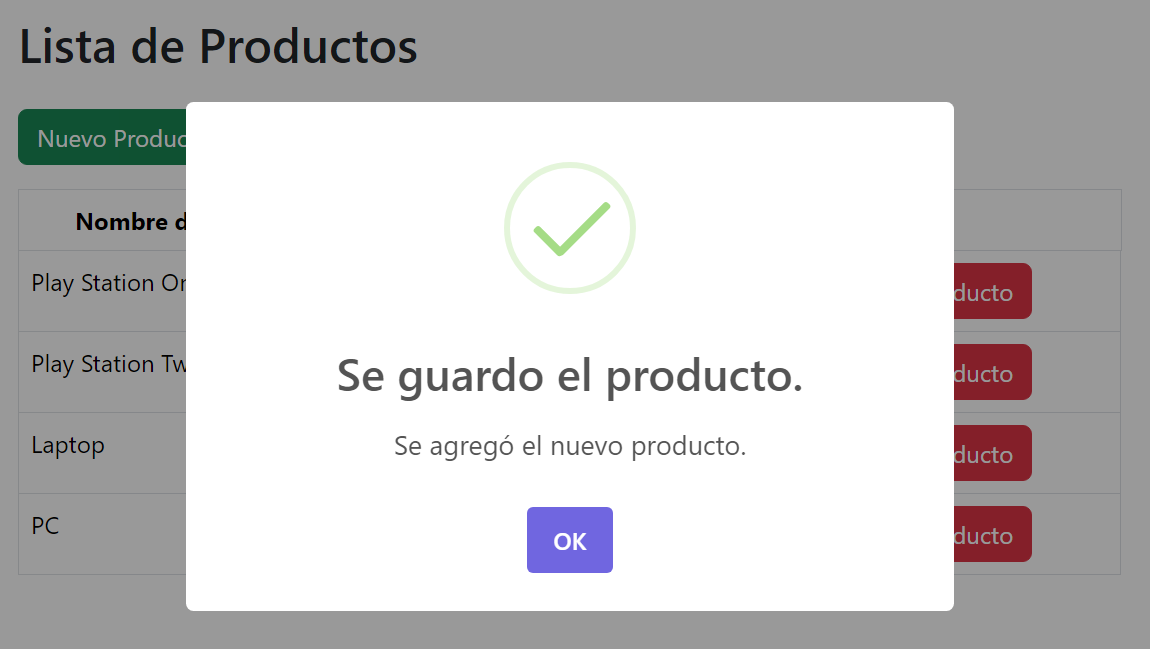 Lista de Productos
Nuevo Produc
Nombre d
Play Station On
ducto
Play Station Tw
ducto
Laptop
ducto
PC
ducto
Se guardo el producto.
Se agregó el nuevo producto.
OK